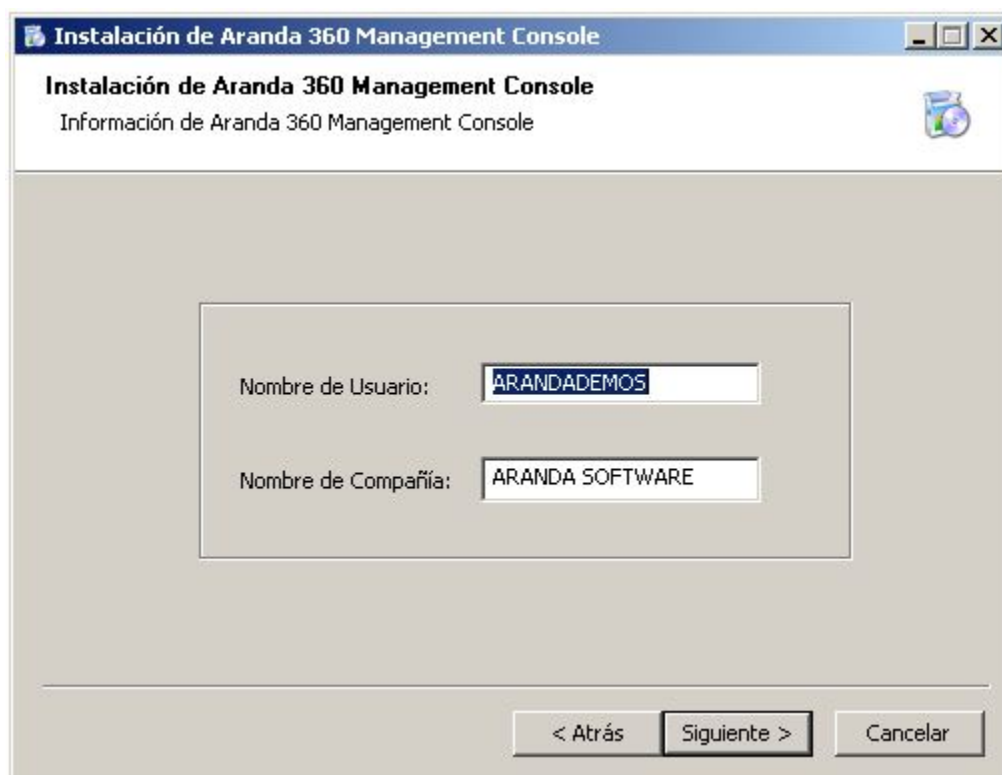 Instalación de Aranda 360 Management Console
Instalación de Aranda 360 Management Console
Información de Aranda 360 Management Console
Nombre de Usuario: ARANDADEMOS
Nombre de Compañía: ARANDA SOFTWARE
< Atrás Siguiente > Cancelar